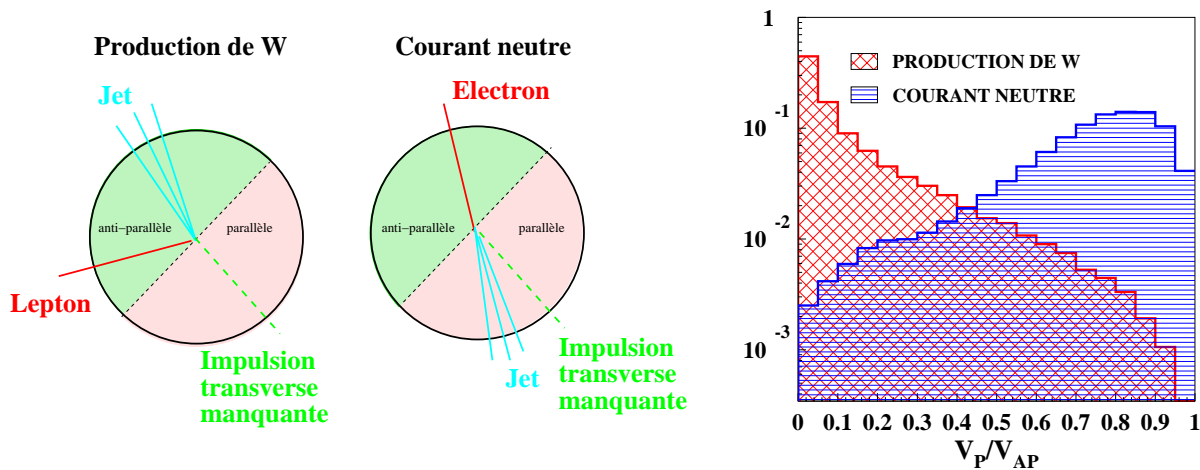 Production de W
Jet
anti−parallèle
parallèle
Lepton
Impulsion
transverse
manquante
Courant neutre
Electron
anti−parallèle
parallèle
Jet
Impulsion
transverse
manquante
1
10 -1
10 -2
10 -3
PRODUCTION DE W
COURANT NEUTRE
0 0.1 0.2 0.3 0.4 0.5 0.6 0.7 0.8 0.9 1
VP/VAP